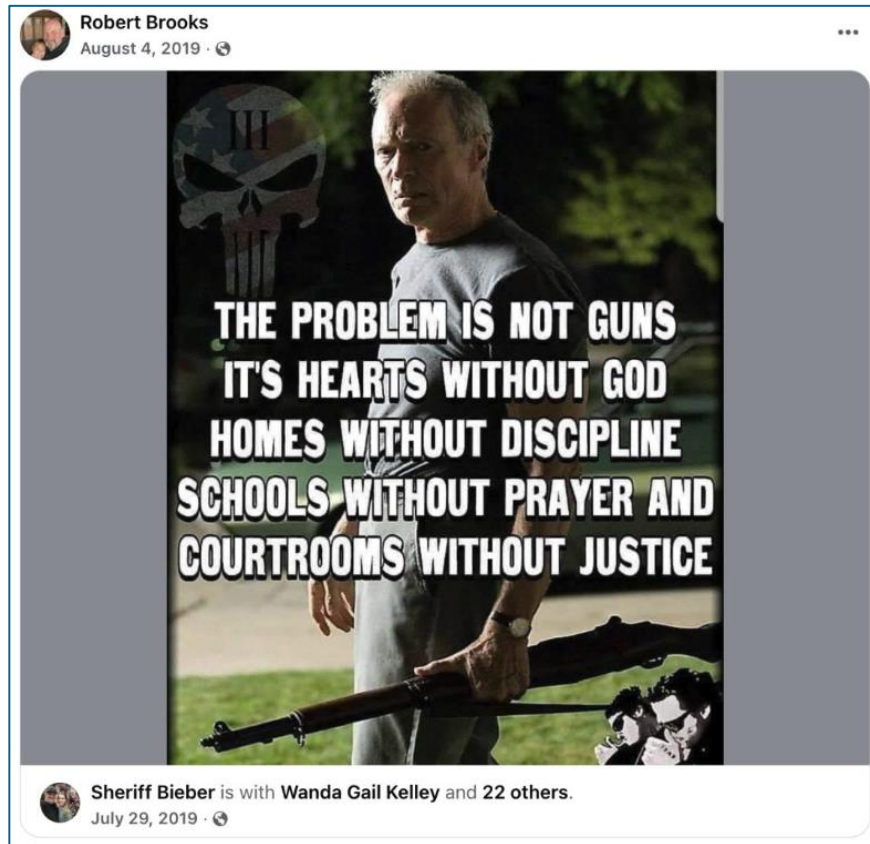 Robert Brooks
August 4, 2019 ·
III
THE PROBLEM IS NOT GUNS
IT'S HEARTS WITHOUT GOD
HOMES WITHOUT DISCIPLINE
SCHOOLS WITHOUT PRAYER AND
COURTROOMS WITHOUT JUSTICE
Sheriff Bieber is with Wanda Gail Kelley and 22 others.
July 29, 2019 ·